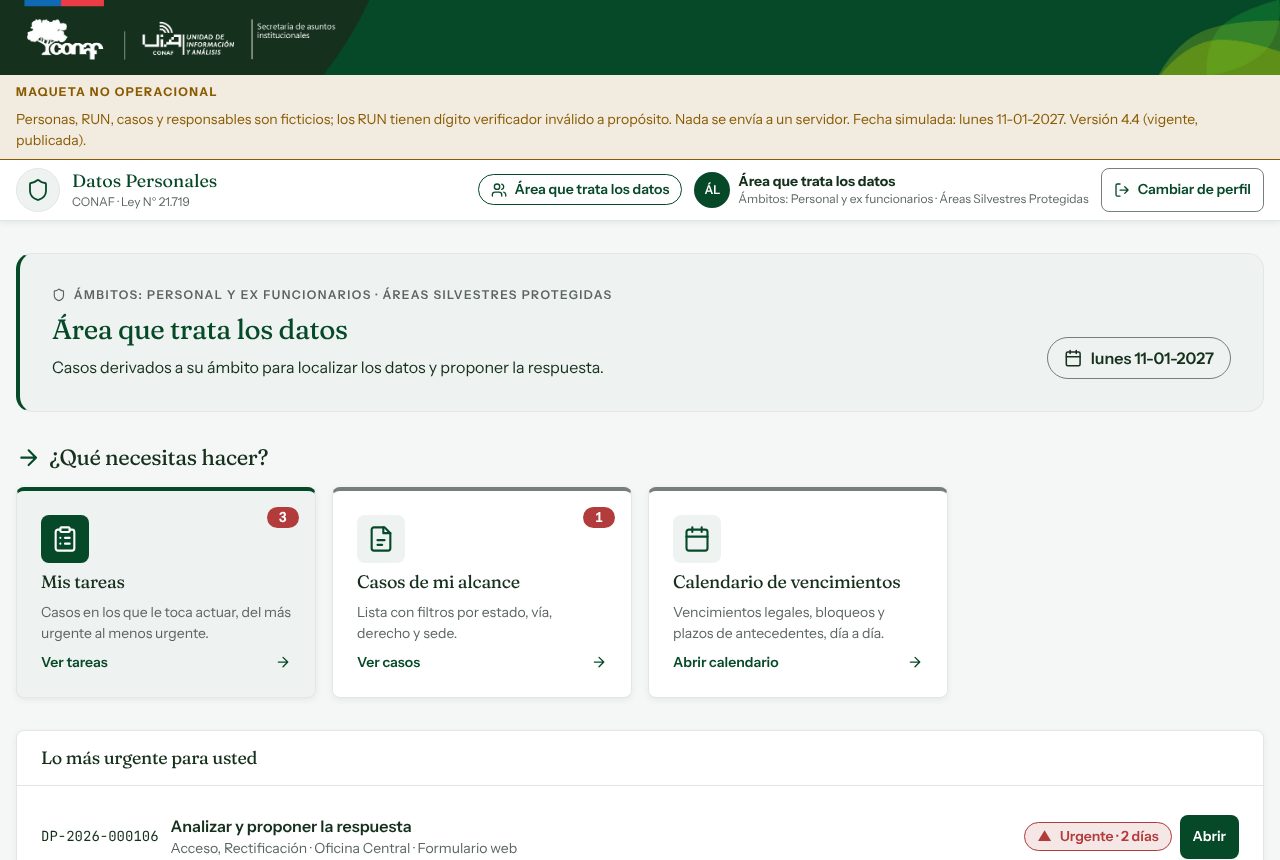 conaf
UiA CONAF
UNIDAD DE
INFORMACIÓN
Y ANÁLISIS
Secretaría de asuntos
institucionales
MAQUETA NO OPERACIONAL
Personas, RUN, casos y responsables son ficticios; los RUN tienen dígito verificador inválido a propósito. Nada se envía a un servidor. Fecha simulada: lunes 11-01-2027. Versión 4.4 (vigente,
publicada).
Datos Personales
CONAF · Ley N° 21.719
Área que trata los datos
ÁL
Área que trata los datos
Ámbitos: Personal y ex funcionarios · Áreas Silvestres Protegidas
Cambiar de perfil
ÁMBITOS: PERSONAL Y EX FUNCIONARIOS · ÁREAS SILVESTRES PROTEGIDAS
Área que trata los datos
Casos derivados a su ámbito para localizar los datos y proponer la respuesta.
lunes 11-01-2027
¿Qué necesitas hacer?
3
Mis tareas
Casos en los que le toca actuar, del más
urgente al menos urgente.
Ver tareas
1
Casos de mi alcance
Lista con filtros por estado, vía,
derecho y sede.
Ver casos
Calendario de vencimientos
Vencimientos legales, bloqueos y
plazos de antecedentes, día a día.
Abrir calendario
Lo más urgente para usted
DP-2026-000106
Analizar y proponer la respuesta
Acceso, Rectificación · Oficina Central · Formulario web
Urgente · 2 días
Abrir